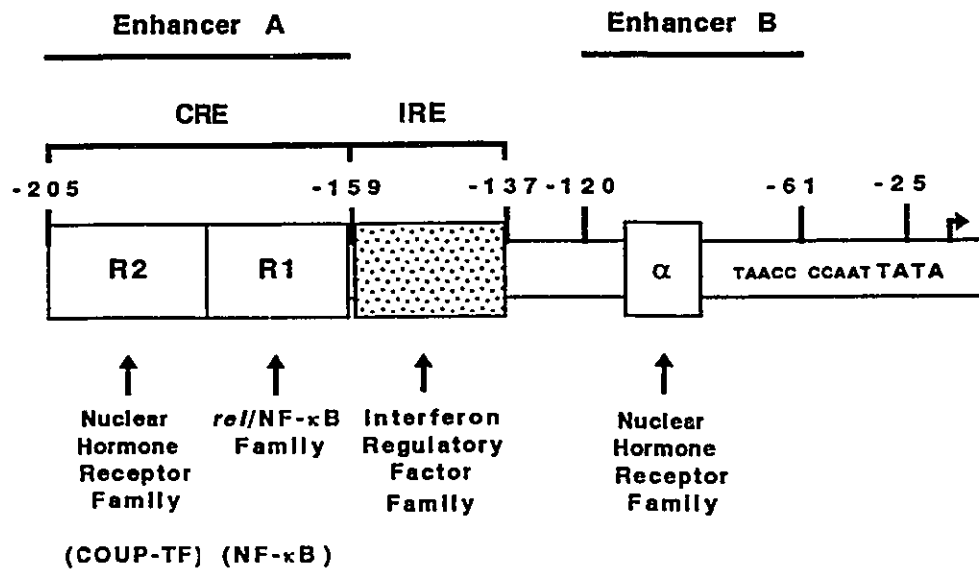 Enhancer A Enhancer B
CRE IRE
-205 -159 -137 -120 -61 -25
R2 R1 α TAACC CCAAT TATA
Nuclear
Hormone
Receptor
Family
rel/NF-κB
Family
Interferon
Regulatory
Factor
Family
Nuclear
Hormone
Receptor
Family
(COUP-TF) (NF-κB)